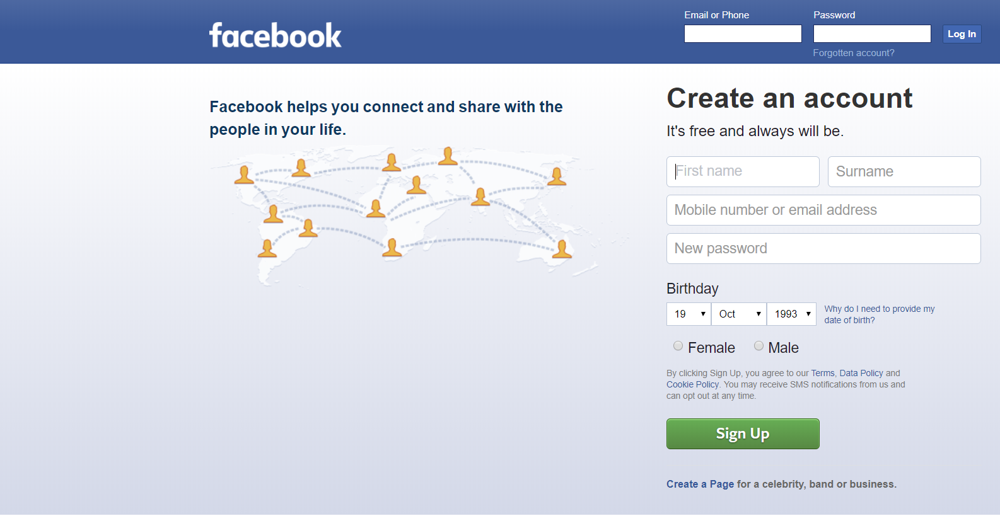 facebook
Email or Phone
Password
Log In
Forgotten account?
Facebook helps you connect and share with the
people in your life.
Create an account
It's free and always will be.
First name
Surname
Mobile number or email address
New password
Birthday
19
Oct
1993
Why do I need to provide my
date of birth?
Female
Male
By clicking Sign Up, you agree to our Terms, Data Policy and
Cookie Policy. You may receive SMS notifications from us and
can opt out at any time.
Sign Up
Create a Page for a celebrity, band or business.